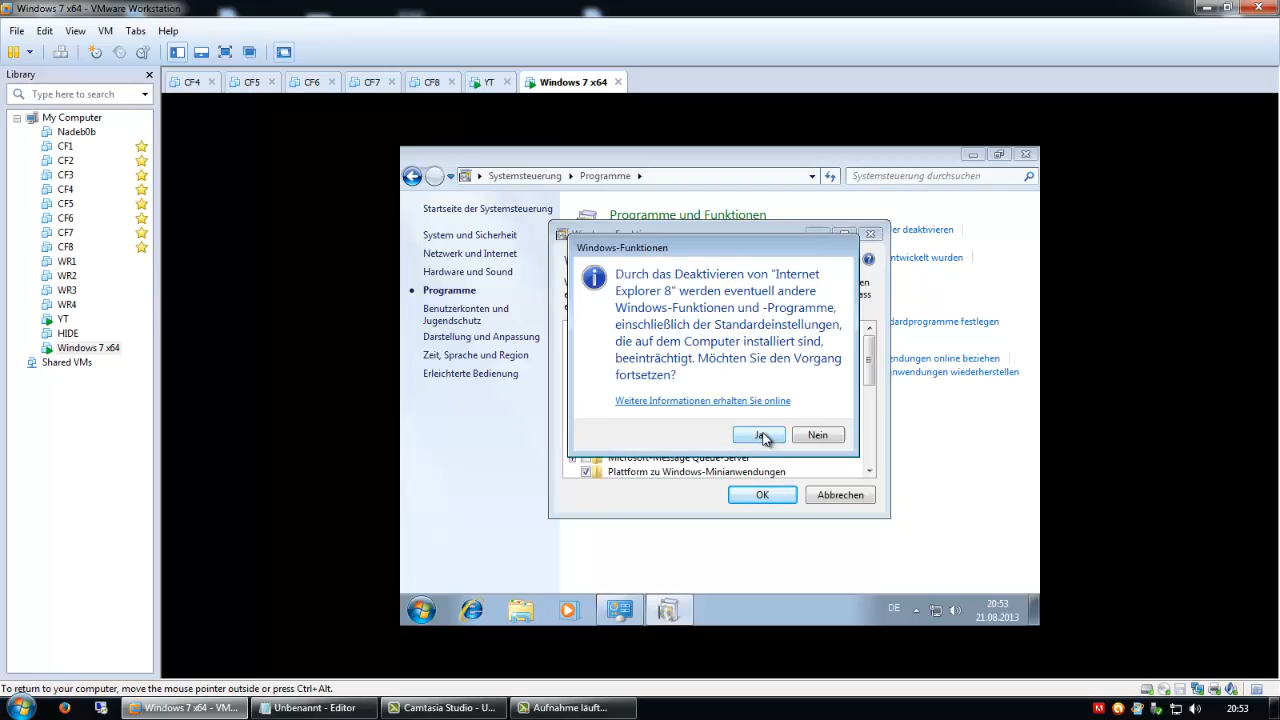 Windows 7 x64 - VMware Workstation
File Edit View VM Tabs Help
Library
CF4 CF5 CF6 CF7 CF8 YT Windows 7 x64
Type here to search
My Computer
Nadeb0b
CF1
CF2
CF3
CF4
CF5
CF6
CF7
CF8
WR1
WR2
WR3
WR4
YT
HIDE
Windows 7 x64
Shared VMs
Systemsteuerung Programme
Systemsteuerung durchsuchen
Startseite der Systemsteuerung
System und Sicherheit
Netzwerk und Internet
Hardware und Sound
Programme
Benutzerkonten und
Jugendschutz
Darstellung und Anpassung
Zeit, Sprache und Region
Erleichterte Bedienung
Programme und Funktionen
er deaktivieren
entwickelt wurden
dardprogramme festlegen
endungen online beziehen
nwendungen wiederherstellen
Windows-Funktionen
Durch das Deaktivieren von "Internet
Explorer 8" werden eventuell andere
Windows-Funktionen und -Programme,
einschließlich der Standardeinstellungen,
die auf dem Computer installiert sind,
beeinträchtigt. Möchten Sie den Vorgang
fortsetzen?
Weitere Informationen erhalten Sie online
Ja Nein
Microsoft-Message Queue-Server
Plattform zu Windows-Minianwendungen
OK Abbrechen
DE
20:53
21.08.2013
To return to your computer, move the mouse pointer outside or press Ctrl+Alt.
Windows 7 x64 - VM... Unbenannt - Editor Camtasia Studio - U... Aufnahme läuft... 20:53